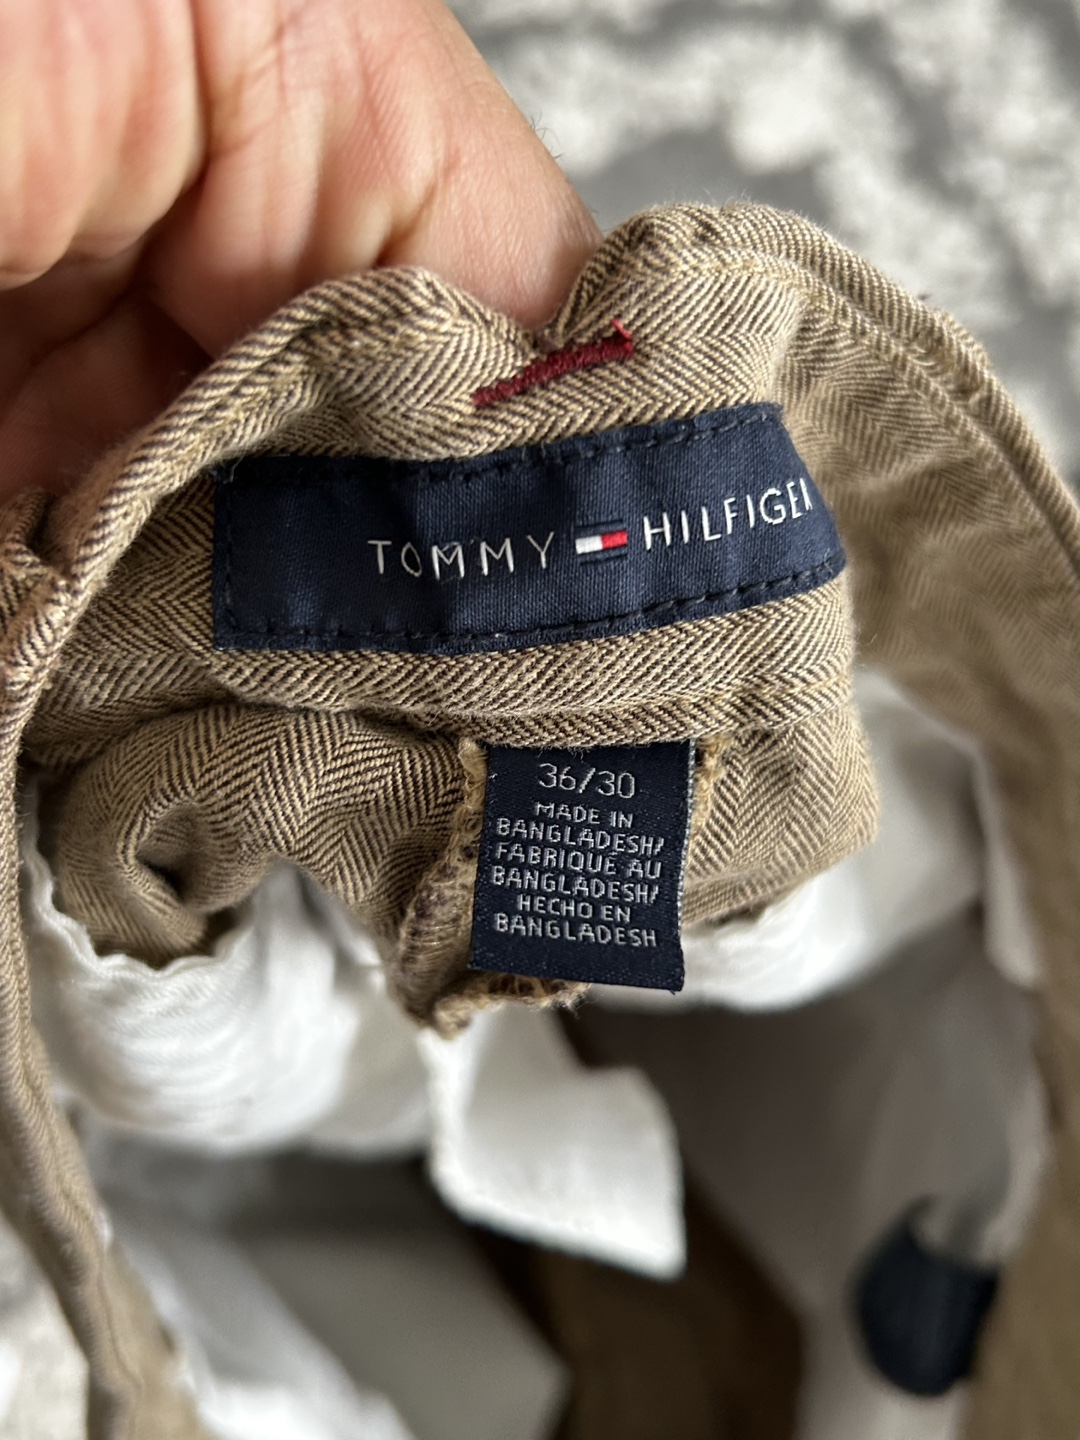 TOMMY HILFIGER
36/30
MADE IN
BANGLADESH/
FABRIQUÉ AU
BANGLADESH/
HECHO EN
BANGLADESH